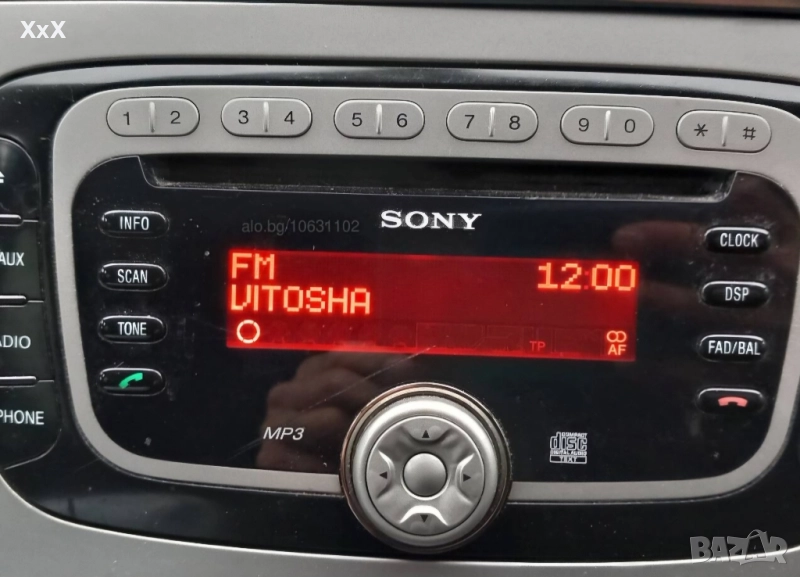 XxX
1 2 3 4 5 6 7 8 9 0 * #
INFO
alo.bg/10631102
SONY
CLOCK
AUX
SCAN
FM 12:00
DSP
VITOSHA
TONE
TP
AF
FAD/BAL
PHONE
MP3
COMPACT
disc
DIGITAL AUDIO
TEXT
BAZAR